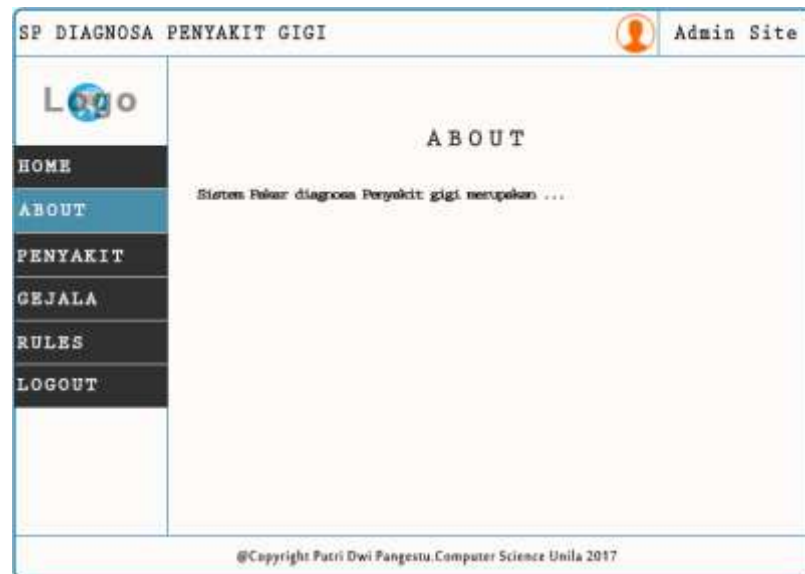 SP DIAGNOSA PENYAKIT GIGI
Admin Site
Logo
HOME
ABOUT
PENYAKIT
GEJALA
RULES
LOGOUT
ABOUT
Sistem Pakar diagnosa Penyakit gigi merupakan ...
@Copyright Putri Dwi Pangestu.Computer Science Unila 2017